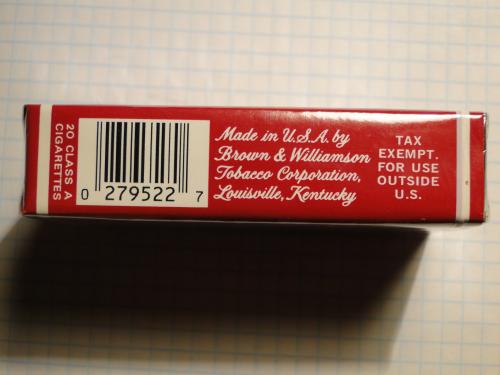 20 CLASS A
CIGARETTES
0 279522 7
Made in U.S.A. by
Brown & Williamson
Tobacco Corporation,
Louisville, Kentucky
TAX
EXEMPT.
FOR USE
OUTSIDE
U.S.